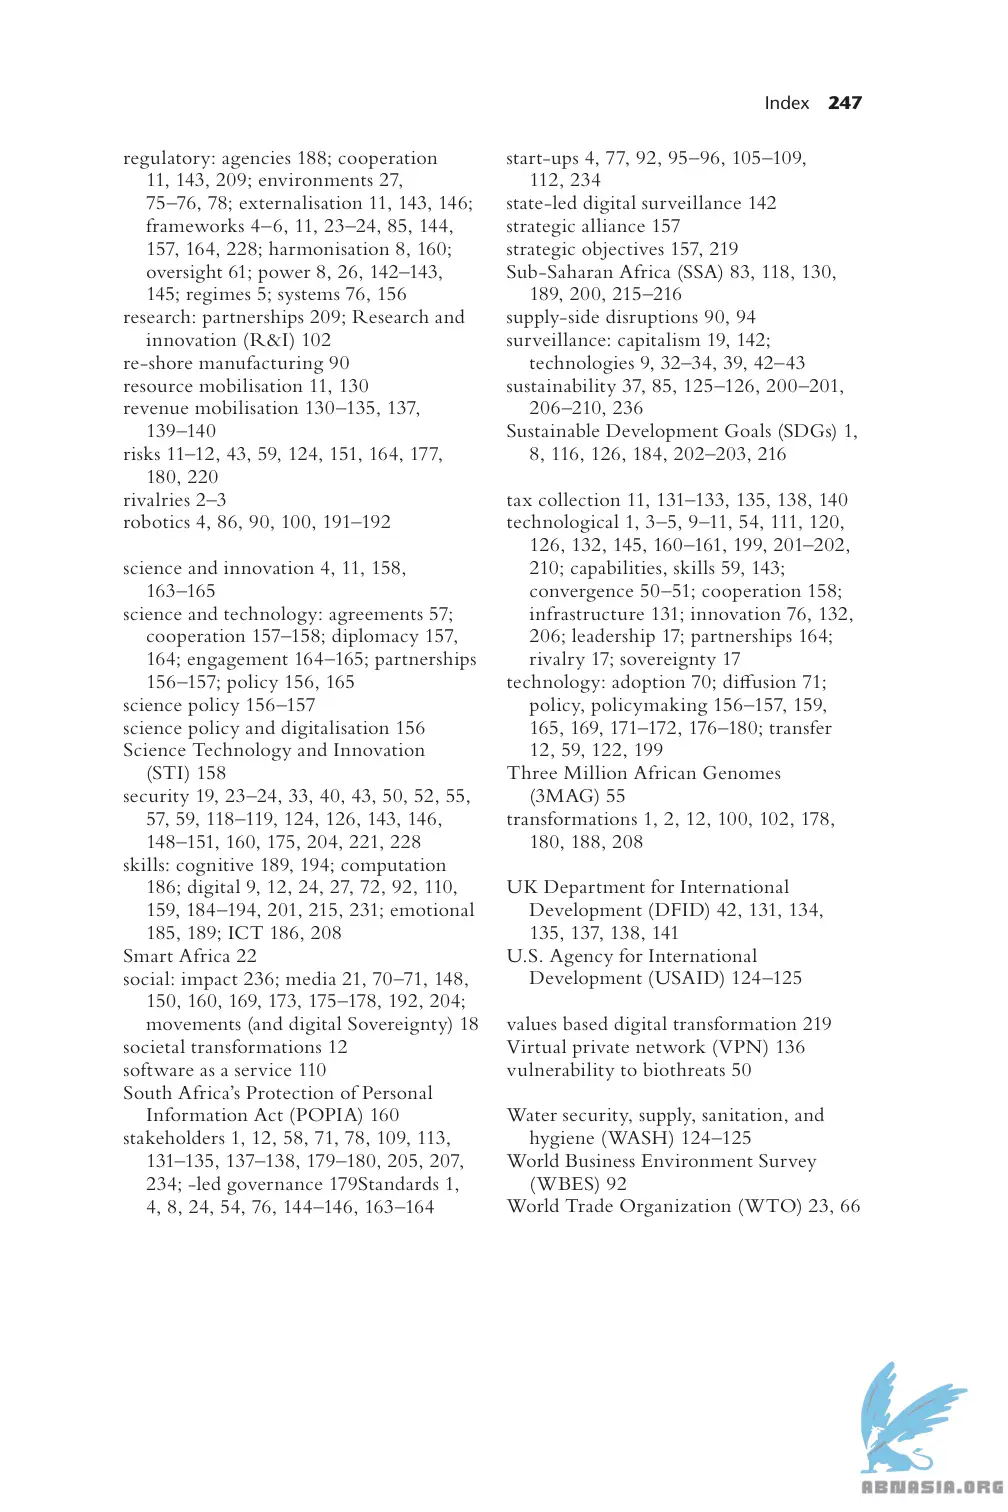 Index 247
regulatory: agencies 188; cooperation
11, 143, 209; environments 27,
75–76, 78; externalisation 11, 143, 146;
frameworks 4–6, 11, 23–24, 85, 144,
157, 164, 228; harmonisation 8, 160;
oversight 61; power 8, 26, 142–143,
145; regimes 5; systems 76, 156
research: partnerships 209; Research and
innovation (R&I) 102
re-shore manufacturing 90
resource mobilisation 11, 130
revenue mobilisation 130–135, 137,
139–140
risks 11–12, 43, 59, 124, 151, 164, 177,
180, 220
rivalries 2–3
robotics 4, 86, 90, 100, 191–192
science and innovation 4, 11, 158,
163–165
science and technology: agreements 57;
cooperation 157–158; diplomacy 157,
164; engagement 164–165; partnerships
156–157; policy 156, 165
science policy 156–157
science policy and digitalisation 156
Science Technology and Innovation
(STI) 158
security 19, 23–24, 33, 40, 43, 50, 52, 55,
57, 59, 118–119, 124, 126, 143, 146,
148–151, 160, 175, 204, 221, 228
skills: cognitive 189, 194; computation
186; digital 9, 12, 24, 27, 72, 92, 110,
159, 184–194, 201, 215, 231; emotional
185, 189; ICT 186, 208
Smart Africa 22
social: impact 236; media 21, 70–71, 148,
150, 160, 169, 173, 175–178, 192, 204;
movements (and digital Sovereignty) 18
societal transformations 12
software as a service 110
South Africa's Protection of Personal
Information Act (POPIA) 160
stakeholders 1, 12, 58, 71, 78, 109, 113,
131–135, 137–138, 179–180, 205, 207,
234; -led governance 179Standards 1,
4, 8, 24, 54, 76, 144–146, 163–164
start-ups 4, 77, 92, 95–96, 105–109,
112, 234
state-led digital surveillance 142
strategic alliance 157
strategic objectives 157, 219
Sub-Saharan Africa (SSA) 83, 118, 130,
189, 200, 215–216
supply-side disruptions 90, 94
surveillance: capitalism 19, 142;
technologies 9, 32–34, 39, 42–43
sustainability 37, 85, 125–126, 200–201,
206–210, 236
Sustainable Development Goals (SDGs) 1,
8, 116, 126, 184, 202–203, 216
tax collection 11, 131–133, 135, 138, 140
technological 1, 3–5, 9–11, 54, 111, 120,
126, 132, 145, 160–161, 199, 201–202,
210; capabilities, skills 59, 143;
convergence 50–51; cooperation 158;
infrastructure 131; innovation 76, 132,
206; leadership 17; partnerships 164;
rivalry 17; sovereignty 17
technology: adoption 70; diffusion 71;
policy, policymaking 156–157, 159,
165, 169, 171–172, 176–180; transfer
12, 59, 122, 199
Three Million African Genomes
(3MAG) 55
transformations 1, 2, 12, 100, 102, 178,
180, 188, 208
UK Department for International
Development (DFID) 42, 131, 134,
135, 137, 138, 141
U.S. Agency for International
Development (USAID) 124–125
values based digital transformation 219
Virtual private network (VPN) 136
vulnerability to biothreats 50
Water security, supply, sanitation, and
hygiene (WASH) 124–125
World Business Environment Survey
(WBES) 92
World Trade Organization (WTO) 23, 66
ABNASIA.ORG